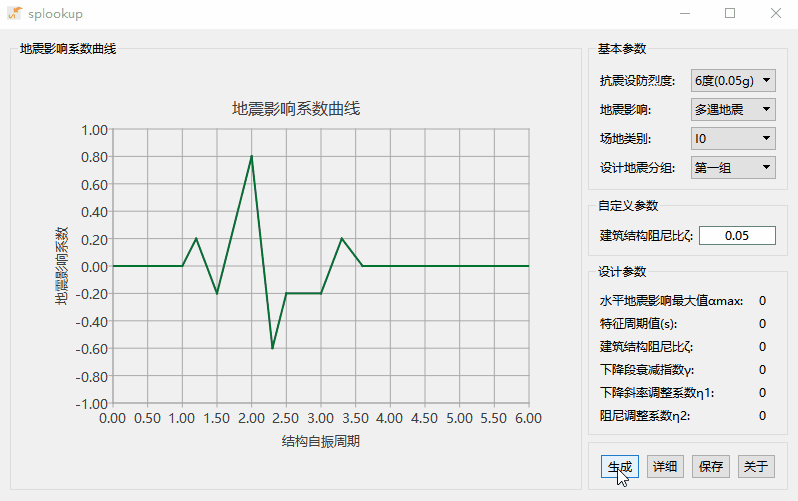 splookup
地震影响系数曲线
地震影响系数曲线
地震影响系数
1.00
0.80
0.60
0.40
0.20
0.00
-0.20
-0.40
-0.60
-0.80
-1.00
0.00 0.50 1.00 1.50 2.00 2.50 3.00 3.50 4.00 4.50 5.00 5.50 6.00
结构自振周期
基本参数
抗震设防烈度: 6度(0.05g)
地震影响: 多遇地震
场地类别: I0
设计地震分组: 第一组
自定义参数
建筑结构阻尼比ζ: 0.05
设计参数
水平地震影响最大值αmax: 0
特征周期值(s): 0
建筑结构阻尼比ζ: 0
下降段衰减指数γ: 0
下降斜率调整系数η1: 0
阻尼调整系数η2: 0
生成 详细 保存 关于